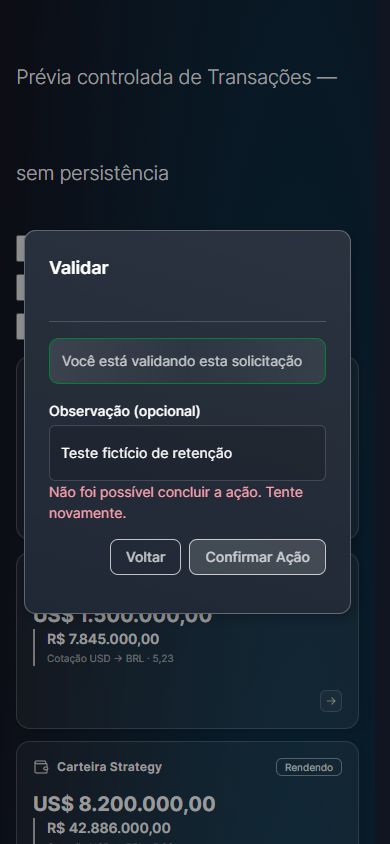 Prévia controlada de Transações —
sem persistência
Validar
Você está validando esta solicitação
Observação (opcional)
Teste fictício de retenção
Não foi possível concluir a ação. Tente
novamente.
Voltar
Confirmar Ação
US$ 1.500.000,00
R$ 7.845.000,00
Cotação USD → BRL · 5,23
→
Carteira Strategy
Rendendo
US$ 8.200.000,00
R$ 42.886.000,00